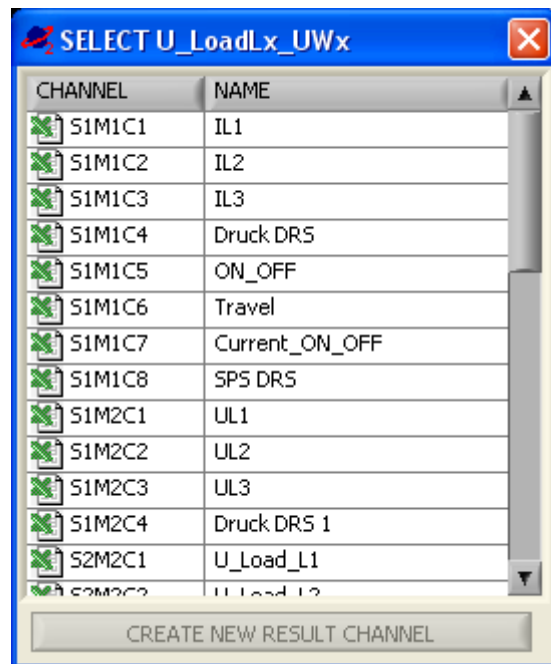 SELECT U_LoadLx_UWx
CHANNEL NAME
S1M1C1 IL1
S1M1C2 IL2
S1M1C3 IL3
S1M1C4 Druck DRS
S1M1C5 ON_OFF
S1M1C6 Travel
S1M1C7 Current_ON_OFF
S1M1C8 SPS DRS
S1M2C1 UL1
S1M2C2 UL2
S1M2C3 UL3
S1M2C4 Druck DRS 1
S2M2C1 U_Load_L1
S2M2C2 U_Load_L2
CREATE NEW RESULT CHANNEL